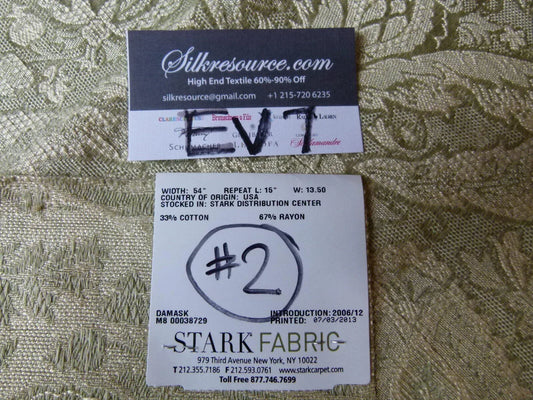 Silkresource.com
High End Textile 60%-90% Off
silkresource@gmail.com +1 215-720 6235
EV7
SCHUMACHER
WIDTH: 54" REPEAT L: 15" W: 13.50
COUNTRY OF ORIGIN: USA
STOCKED IN: STARK DISTRIBUTION CENTER
33% COTTON 67% RAYON
#2
DAMASK INTRODUCTION: 2006/12
M8 00038729 PRINTED: 07/03/2013
STARK FABRIC
979 Third Avenue New York, NY 10022
T 212.355.7186 F 212.593.0761 www.starkcarpet.com
Toll Free 877.746.7699